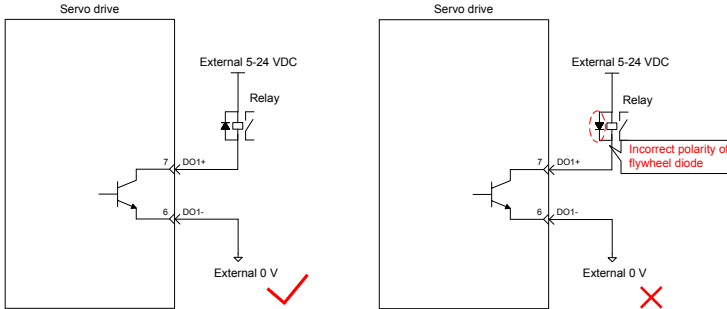 Servo drive
External 5-24 VDC
Relay
7
DO1+
6
DO1-
External 0 V
Servo drive
External 5-24 VDC
Relay
Incorrect polarity of
flywheel diode
7
DO1+
6
DO1-
External 0 V